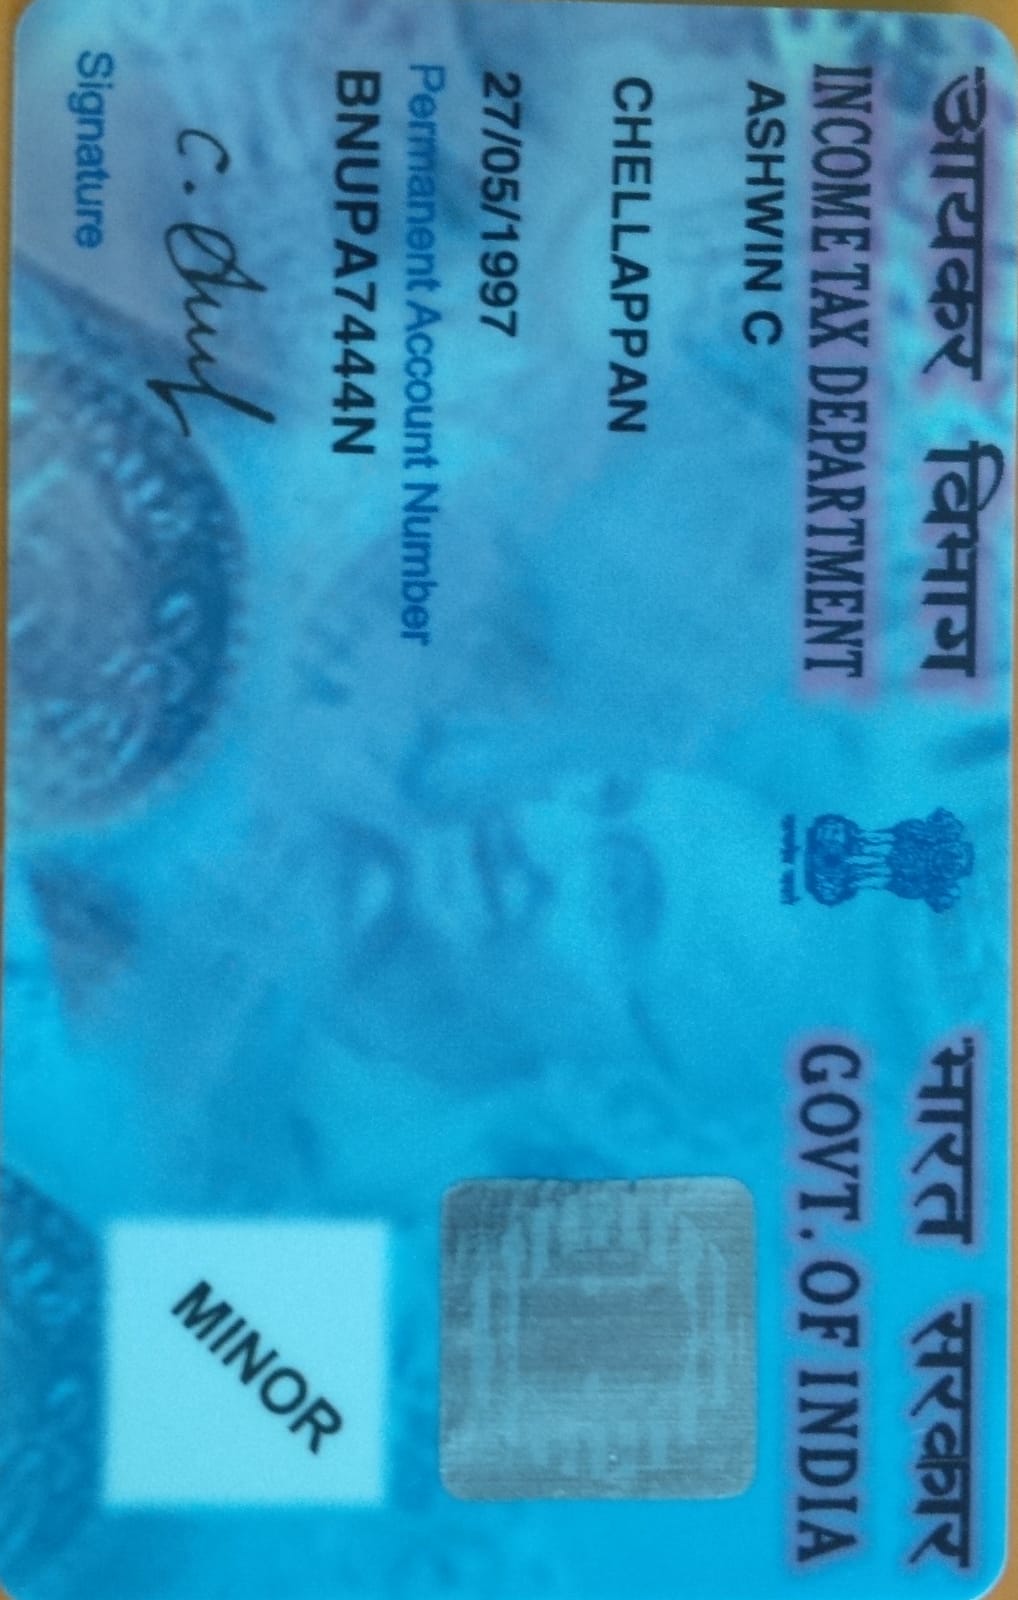 आयकर विभाग
INCOME TAX DEPARTMENT
भारत सरकार
GOVT. OF INDIA
ASHWIN C
CHELLAPPAN
27/05/1997
Permanent Account Number
BNUPA7444N
C. 
Signature
MINOR